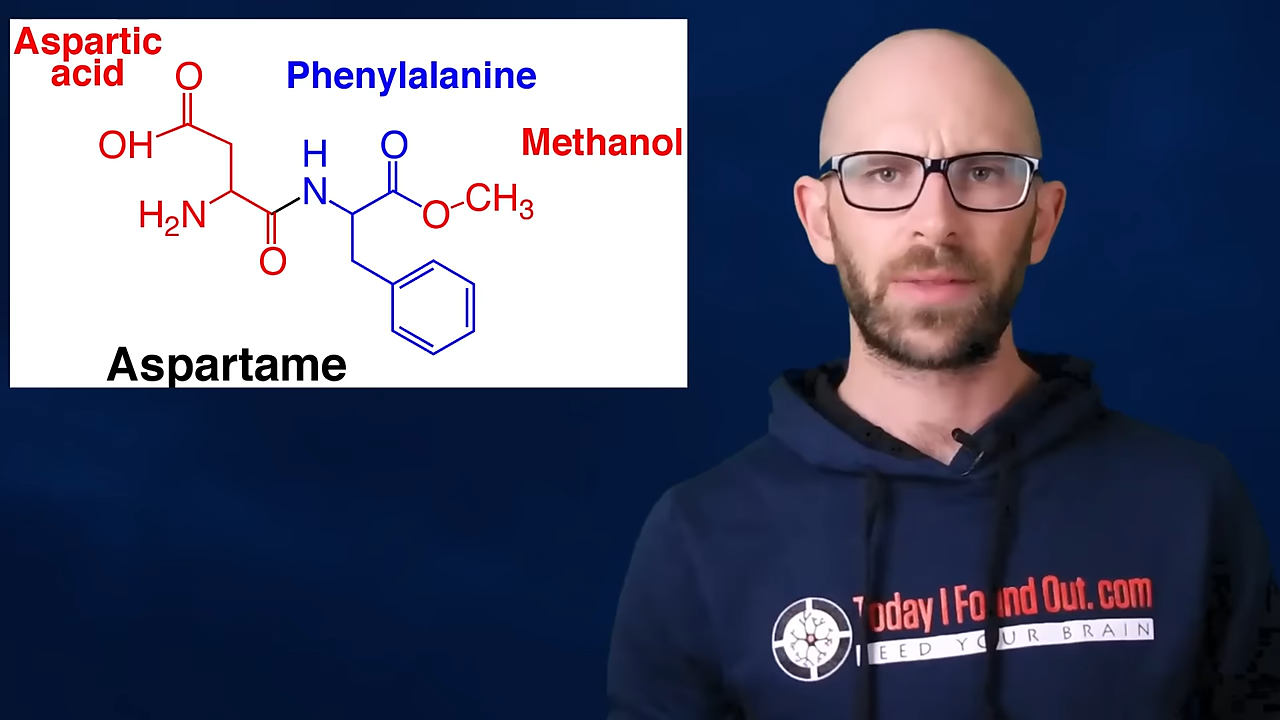 Aspartic
acid
Phenylalanine
Methanol
O
OH
H
N
O
H2N
O
O
CH3
Aspartame
Today I Found Out.com
FEED YOUR BRAIN